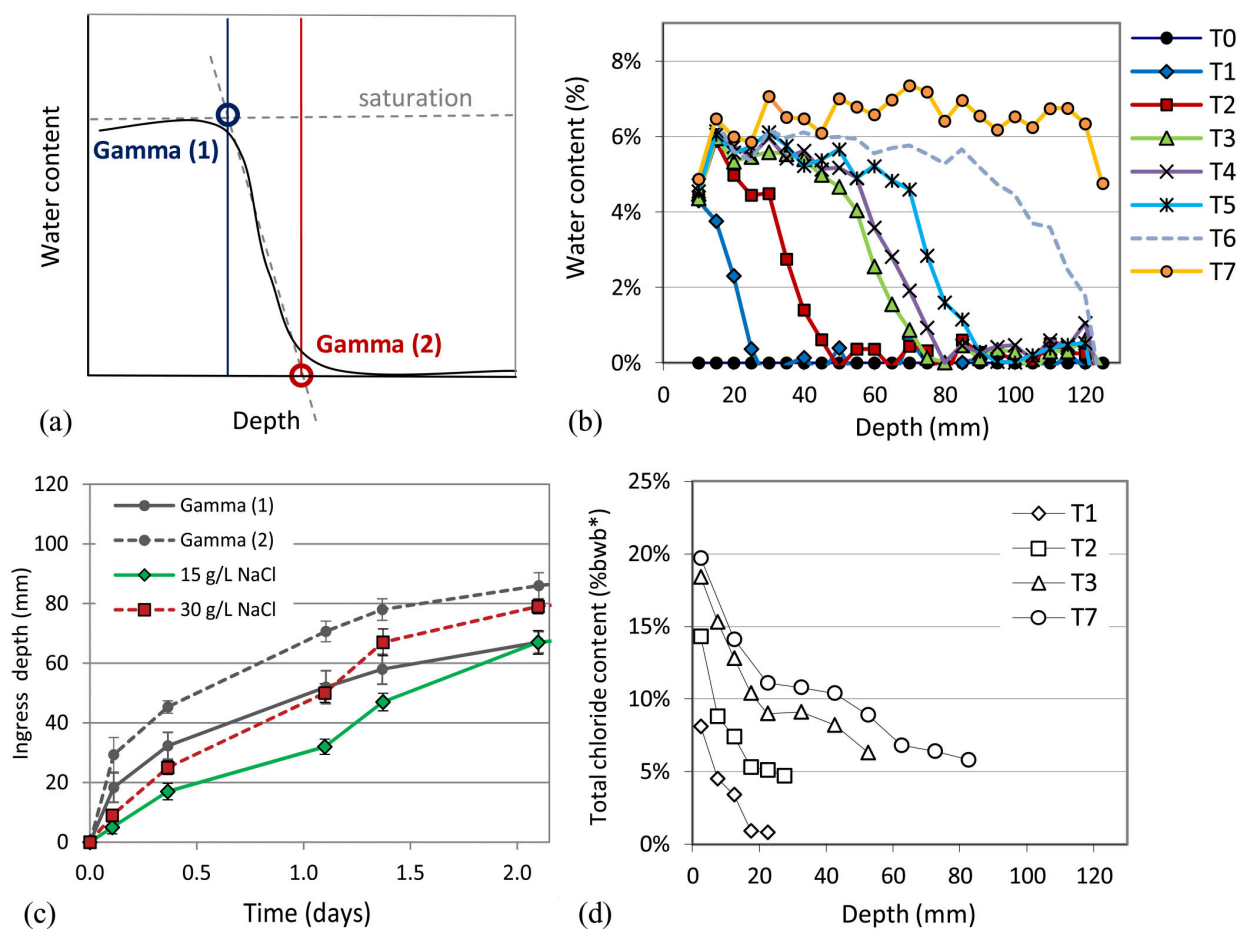 Water content
saturation
Gamma (1)
Gamma (2)
(a)
Depth
Water content (%)
8%
6%
4%
2%
0%
0 20 40 60 80 100 120
Depth (mm)
(b)
T0
T1
T2
T3
T4
T5
T6
T7
Ingress depth (mm)
120
100
80
60
40
20
0
Gamma (1)
Gamma (2)
15 g/L NaCl
30 g/L NaCl
0.0 0.5 1.0 1.5 2.0
(c)
Time (days)
Total chloride content (%bwb*)
25%
20%
15%
10%
5%
0%
T1
T2
T3
T7
0 20 40 60 80 100 120
(d)
Depth (mm)